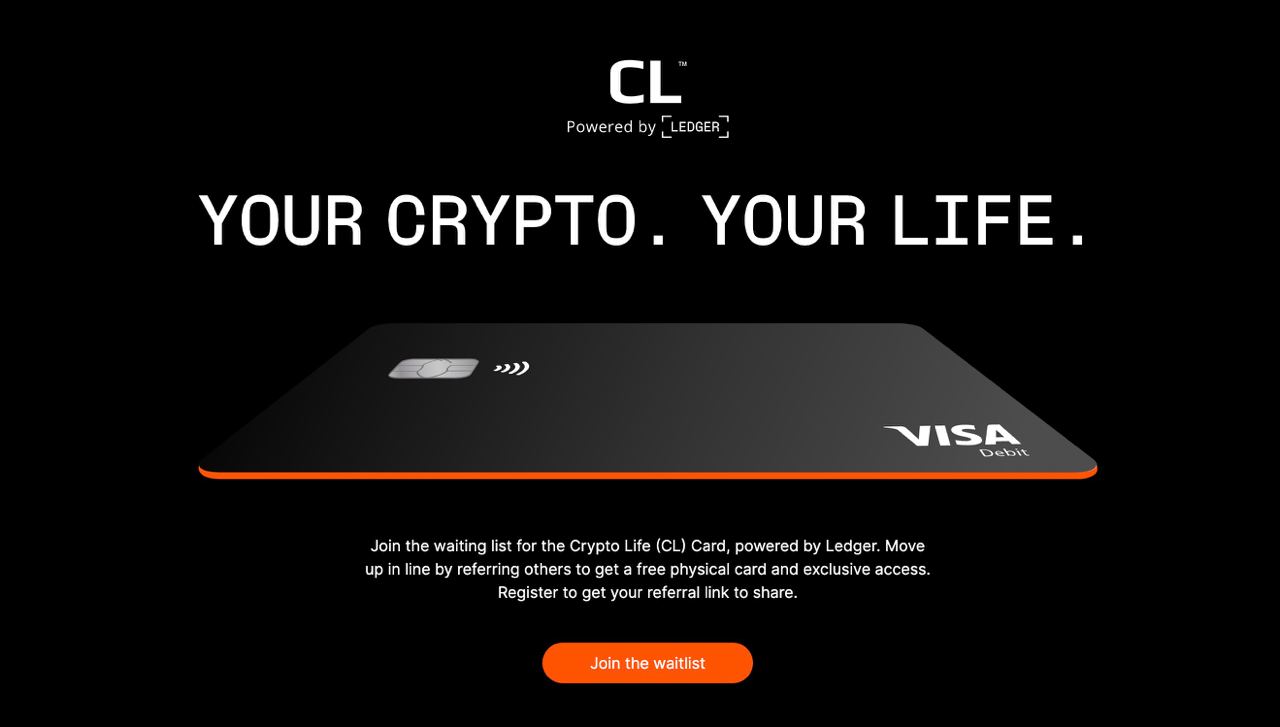 CL™
Powered by LEDGER
YOUR CRYPTO. YOUR LIFE.
VISA
Debit
Join the waiting list for the Crypto Life (CL) Card, powered by Ledger. Move
up in line by referring others to get a free physical card and exclusive access.
Register to get your referral link to share.
Join the waitlist